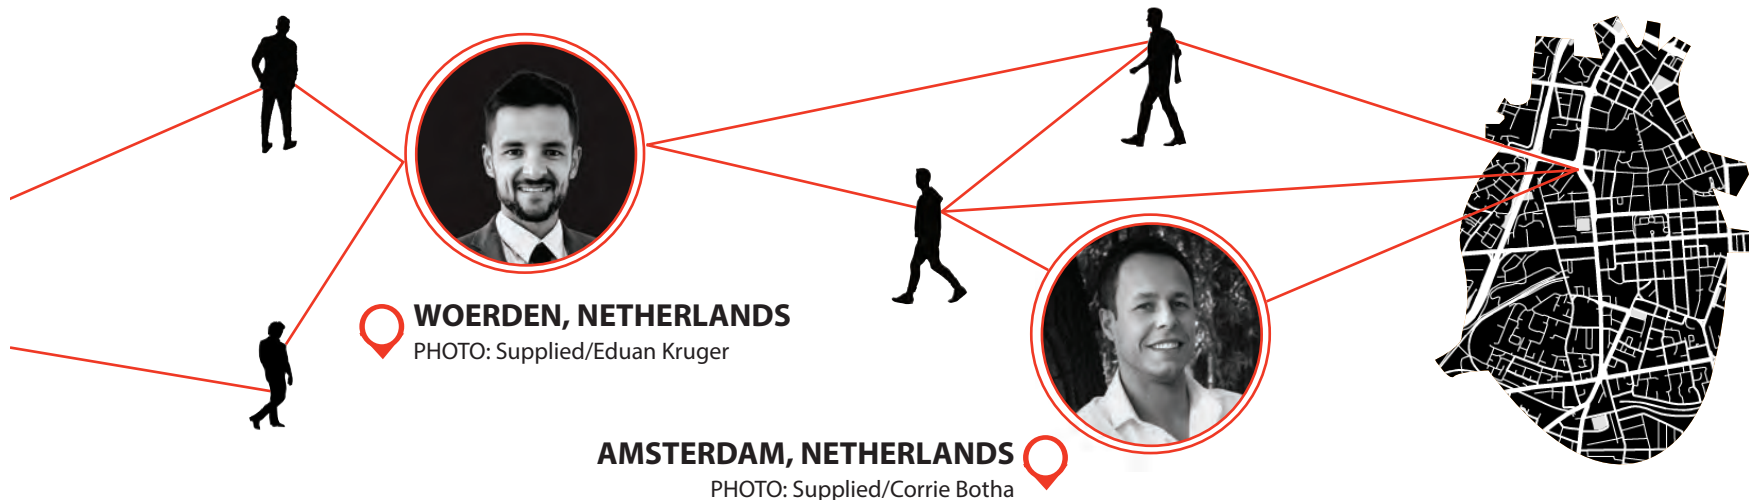 WOERDEN, NETHERLANDS
PHOTO: Supplied/Eduan Kruger
AMSTERDAM, NETHERLANDS
PHOTO: Supplied/Corrie Botha